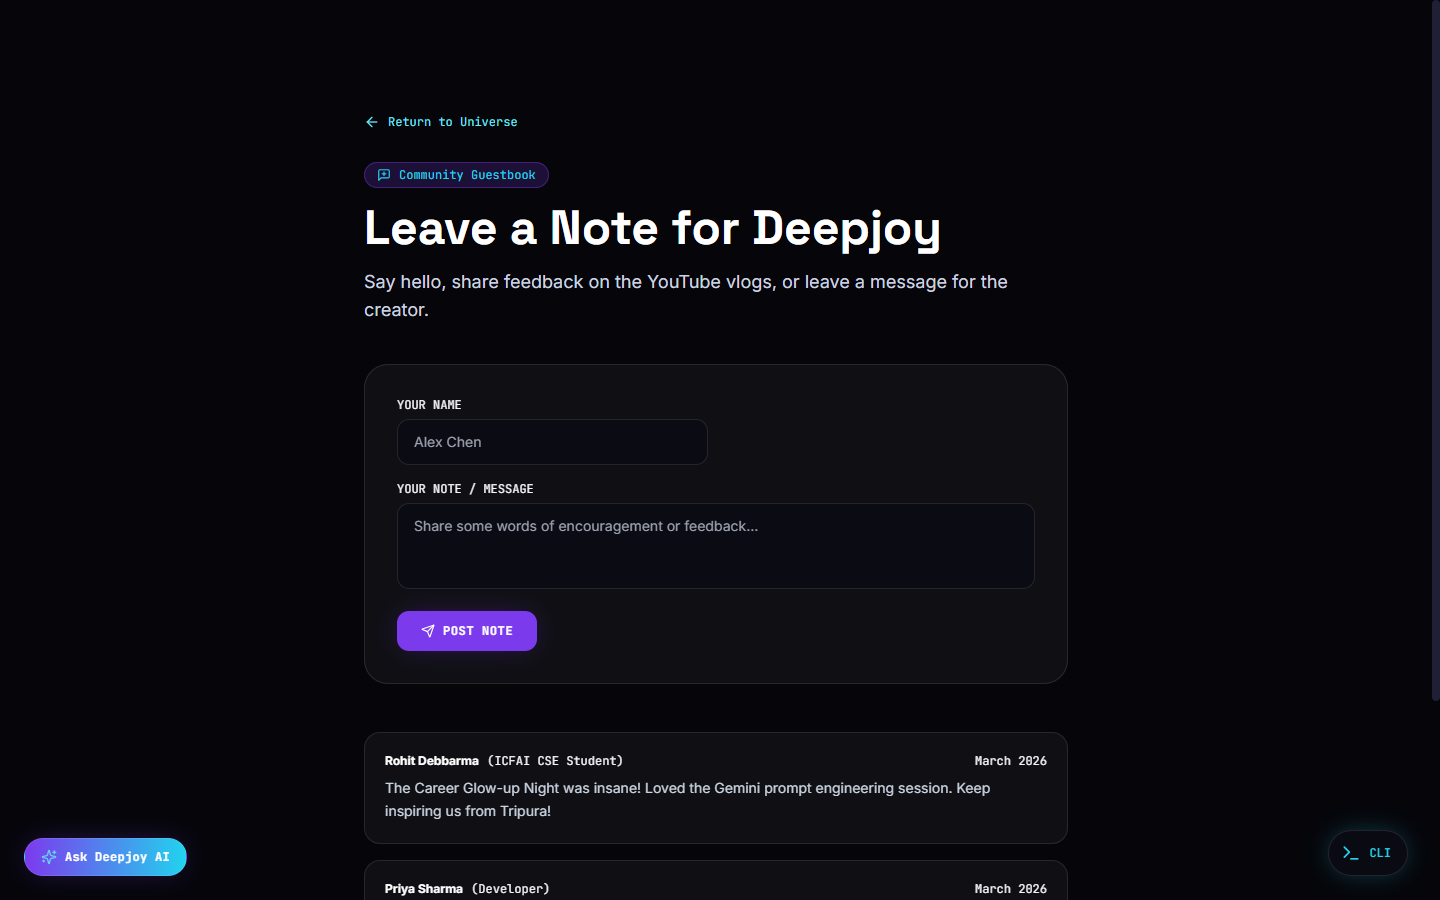 Return to Universe
Community Guestbook
Leave a Note for Deepjoy
Say hello, share feedback on the YouTube vlogs, or leave a message for the
creator.
YOUR NAME
Alex Chen
YOUR NOTE / MESSAGE
Share some words of encouragement or feedback...
POST NOTE
Rohit Debbarma (ICFAI CSE Student) March 2026
The Career Glow-up Night was insane! Loved the Gemini prompt engineering session. Keep
inspiring us from Tripura!
Ask Deepjoy AI
CLI
Priya Sharma (Developer) March 2026